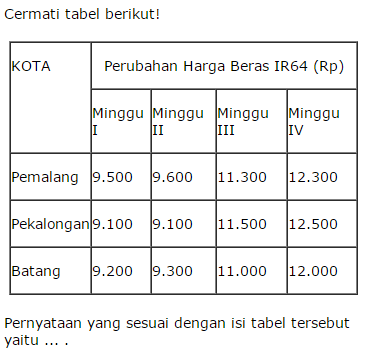 Cermati tabel berikut!
KOTA
Perubahan Harga Beras IR64 (Rp)
Minggu I
Minggu II
Minggu III
Minggu IV
Pemalang 9.500 9.600 11.300 12.300
Pekalongan 9.100 9.100 11.500 12.500
Batang 9.200 9.300 11.000 12.000
Pernyataan yang sesuai dengan isi tabel tersebut
yaitu ... .